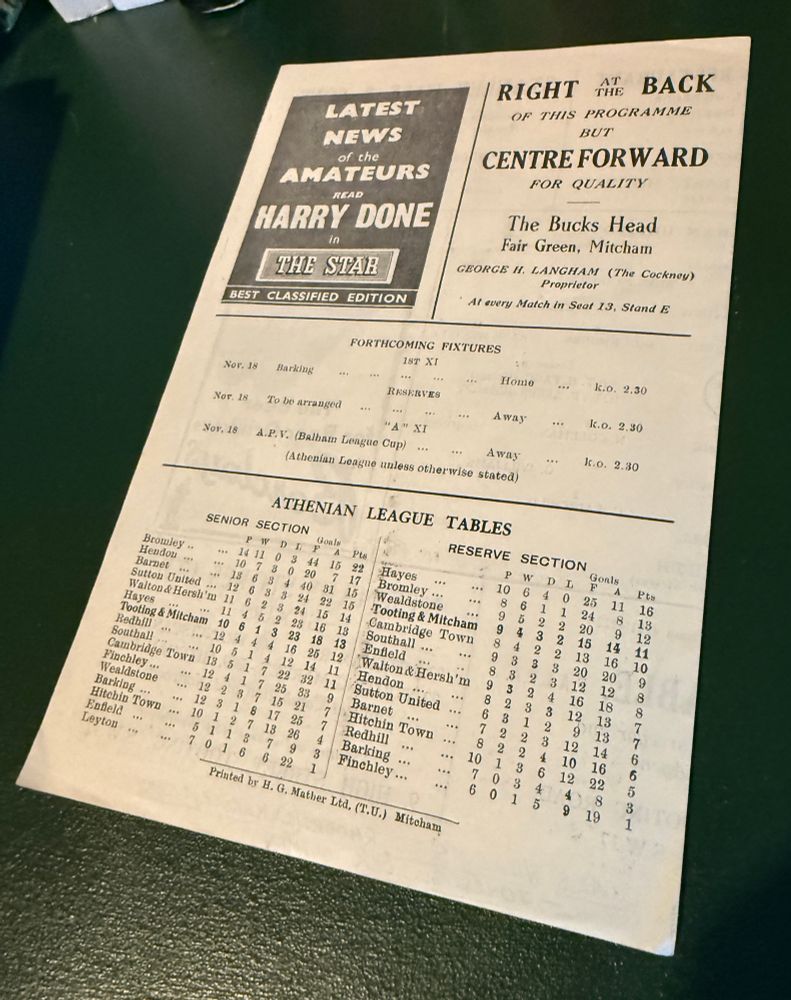 LATEST
NEWS
of the
AMATEURS
READ
HARRY DONE
in
THE STAR
BEST CLASSIFIED EDITION
RIGHT AT THE BACK
OF THIS PROGRAMME
BUT
CENTRE FORWARD
FOR QUALITY
The Bucks Head
Fair Green, Mitcham
GEORGE H. LANGHAM (The Cockney)
Proprietor
At every Match in Seat 13, Stand E
FORTHCOMING FIXTURES
1ST XI
Nov. 18 Barking ... ... ... ... ... Home ... k.o. 2.30
RESERVES
Nov. 18 To be arranged ... ... ... ... Away ... k.o. 2.30
"A" XI
Nov. 18 A.P.V. (Balham League Cup) ... ... Away ... k.o. 2.30
(Athenian League unless otherwise stated)
ATHENIAN LEAGUE TABLES
SENIOR SECTION
Goals
P W D L F A Pts
Bromley .. ... 14 11 0 3 44 15 22
Hendon ... ... 10 7 3 0 20 7 17
Barnet ... ... 13 6 3 4 40 31 15
Sutton United ... 12 6 3 3 24 22 15
Walton & Hersh'm 11 6 2 3 24 15 14
Hayes ... ... 11 4 5 2 23 16 13
Tooting & Mitcham 10 6 1 3 23 18 13
Redhill ... ... 12 4 4 4 16 25 12
Southall ... ... 10 5 1 4 12 14 11
Cambridge Town 13 5 1 7 22 32 11
Finchley... ... 12 4 1 7 25 33 9
Wealdstone ... 12 2 3 7 15 21 7
Barking ... ... 12 3 1 8 17 25 7
Hitchin Town ... 10 1 2 7 13 26 4
Enfield ... ... 5 1 1 3 7 9 3
Leyton ... ... 7 0 1 6 6 22 1
RESERVE SECTION
Goals
P W D L F A Pts
Hayes ... ... 10 6 4 0 25 11 16
Bromley ... ... 8 6 1 1 24 8 13
Wealdstone ... 9 5 2 2 20 9 12
Tooting & Mitcham 9 4 3 2 15 14 11
Cambridge Town 8 4 2 2 13 16 10
Southall ... ... 9 3 3 3 20 20 9
Enfield ... ... 8 3 2 3 12 12 8
Walton & Hersh'm 9 3 2 4 16 18 8
Hendon ... ... 8 2 3 3 12 13 7
Sutton United ... 6 3 1 2 9 13 7
Barnet ... ... 7 2 2 3 12 14 6
Hitchin Town ... 8 2 2 4 10 16 6
Redhill ... ... 10 1 3 6 12 22 5
Barking ... ... 7 0 3 4 4 8 3
Finchley... ... 6 0 1 5 9 19 1
Printed by H. G. Mather Ltd, (T.U.) Mitcham